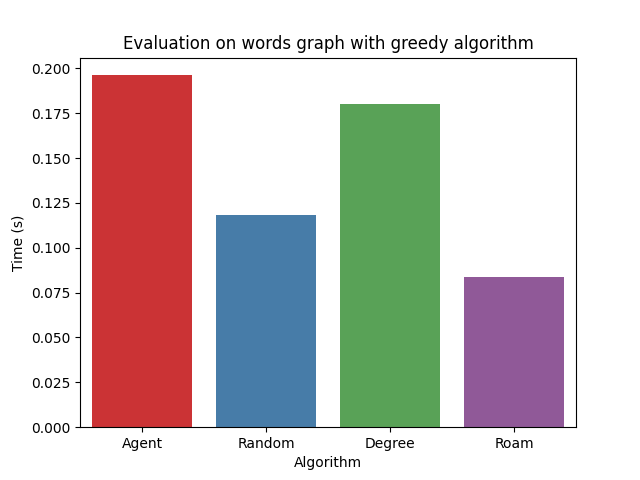 Evaluation on words graph with greedy algorithm
Time (s)
0.200
0.175
0.150
0.125
0.100
0.075
0.050
0.025
0.000
Agent Random Degree Roam
Algorithm